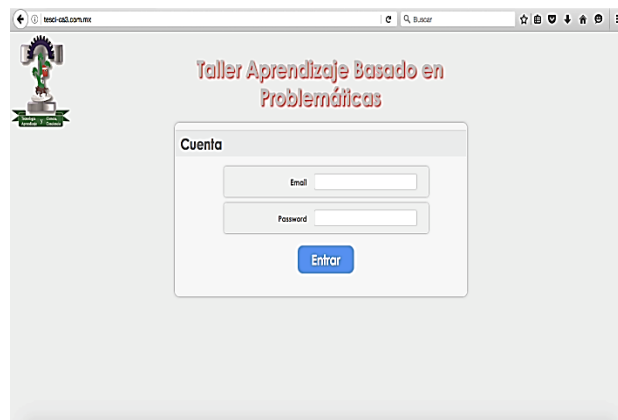 tesci-ca3.com.mx
Buscar
Taller Aprendizaje Basado en
Problemáticas
Cuenta
Email
Password
Entrar